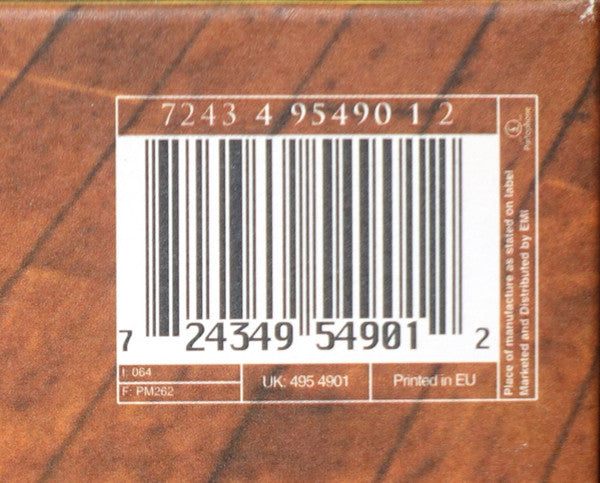 7243 4 95490 1 2
7 24349 54901 2
I: 064
F: PM262
UK: 495 4901
Printed in EU
Place of manufacture as stated on label
Marketed and Distributed by EMI
Parlophone